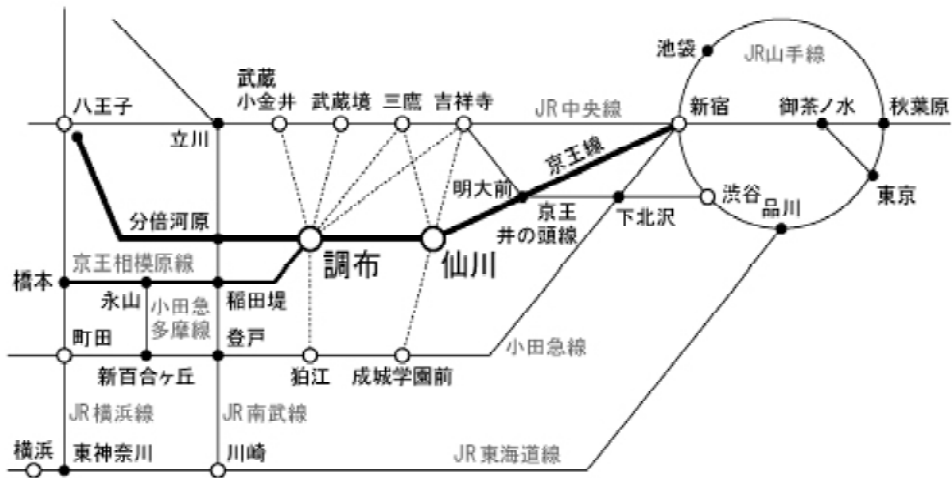 池袋
JR山手線
八王子
武蔵
小金井
武蔵境
三鷹
吉祥寺
JR中央線
新宿
御茶ノ水
秋葉原
立川
京王線
明大前
京王
井の頭線
下北沢
渋谷
品川
東京
分倍河原
調布
仙川
京王相模原線
橋本
永山
小田急
多摩線
稲田堤
町田
登戸
小田急線
新百合ヶ丘
狛江
成城学園前
JR横浜線
JR南武線
横浜
東神奈川
川崎
JR東海道線